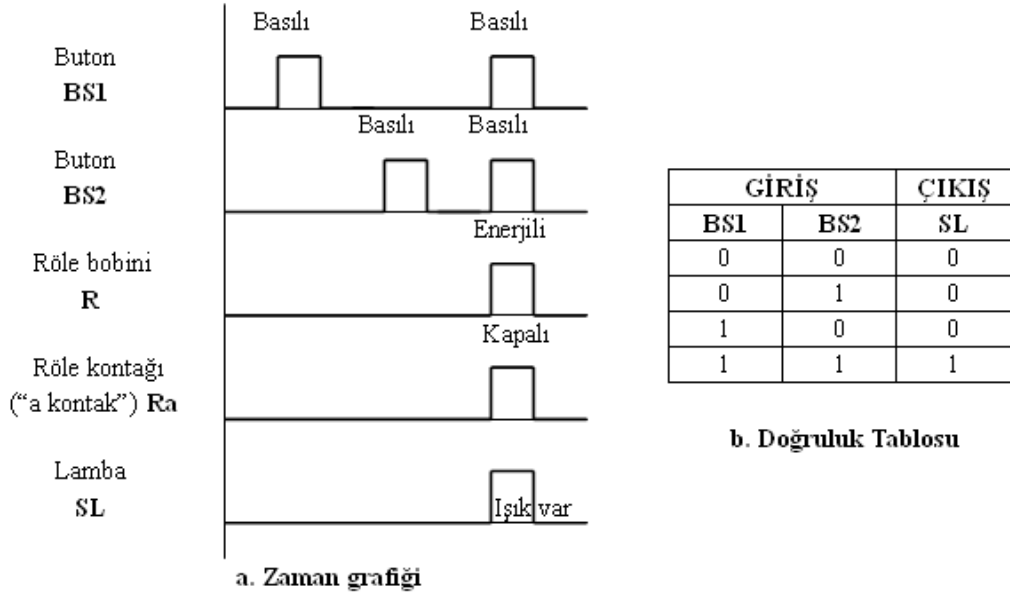 Basılı Basılı
Buton
BS1
Basılı Basılı
Buton
BS2
Enerjili
Röle bobini
R
Kapalı
Röle kontağı
("a kontak") Ra
Lamba
SL
Işık var
a. Zaman grafiği
GİRİŞ ÇIKIŞ
BS1 BS2 SL
0 0 0
0 1 0
1 0 0
1 1 1
b. Doğruluk Tablosu